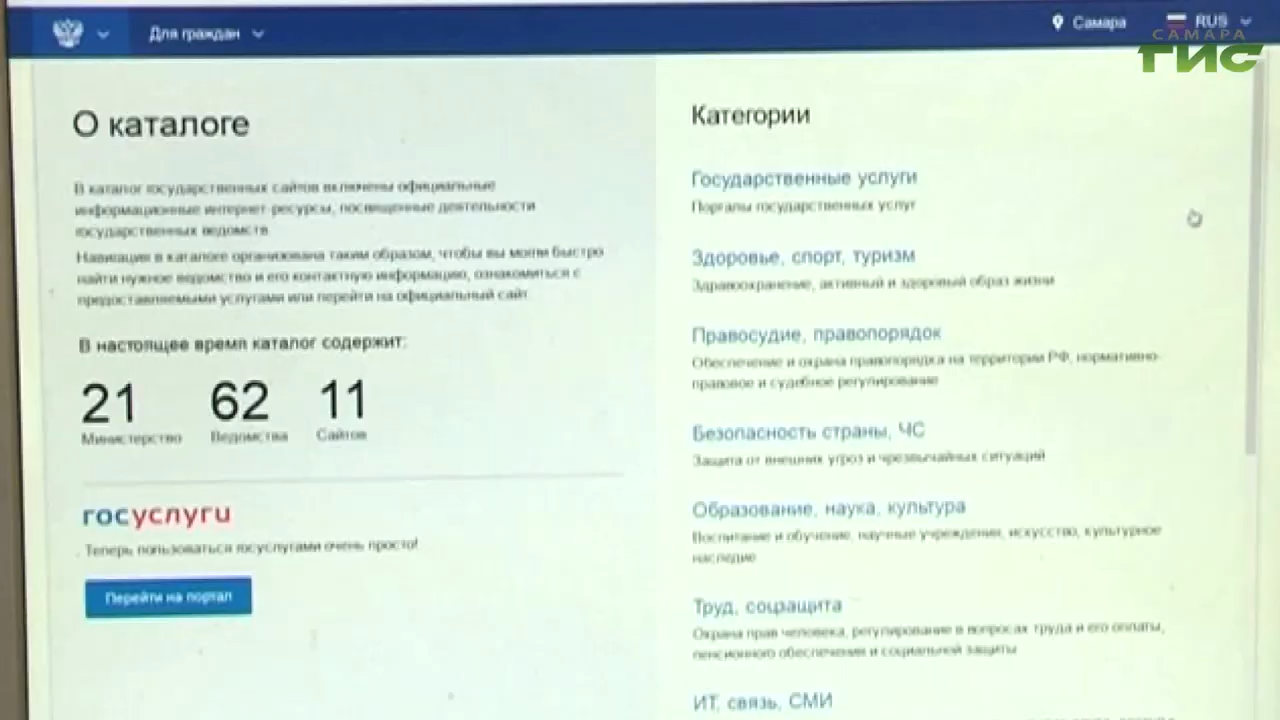 Для граждан
Самара
RUS
САМАРА
ГИС
О каталоге
В каталог государственных сайтов включены официальные
информационные интернет-ресурсы, посвященные деятельности
государственных ведомств
Навигация в каталоге организована таким образом, чтобы вы могли быстро
найти нужное ведомство и его контактную информацию, ознакомиться с
предоставляемыми услугами или перейти на официальный сайт
В настоящее время каталог содержит:
21 62 11
Министерство Ведомства Сайтов
госуслуги
Теперь пользоваться госуслугами очень просто!
Перейти на портал
Категории
Государственные услуги
Порталы государственных услуг
Здоровье, спорт, туризм
Здравоохранение, активный и здоровый образ жизни
Правосудие, правопорядок
Обеспечение и охрана правопорядка на территории РФ, нормативно-
правовое и судебное регулирование
Безопасность страны, ЧС
Защита от внешних угроз и чрезвычайных ситуаций
Образование, наука, культура
Воспитание и обучение, научные учреждения, искусство, культурное
наследие
Труд, соцзащита
Охрана прав человека, регулирование в вопросах труда и его оплаты,
пенсионного обеспечения и социальной защиты
ИТ, связь, СМИ